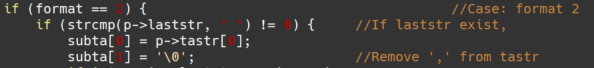 if (format == 2) { //Case: format 2
if (strcmp(p->laststr, " ") != 0) { //If laststr exist,
subta[0] = p->tastr[0];
subta[1] = '\0'; //Remove ',' from tastr